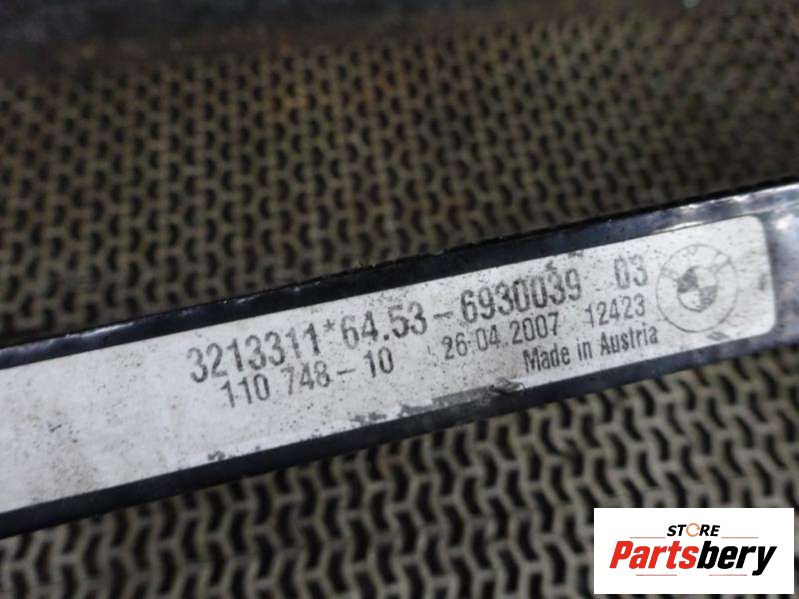 3213311*64.53-6930039 03
110 748-10 26.04.2007 12423
Made in Austria
STORE
Partsbery